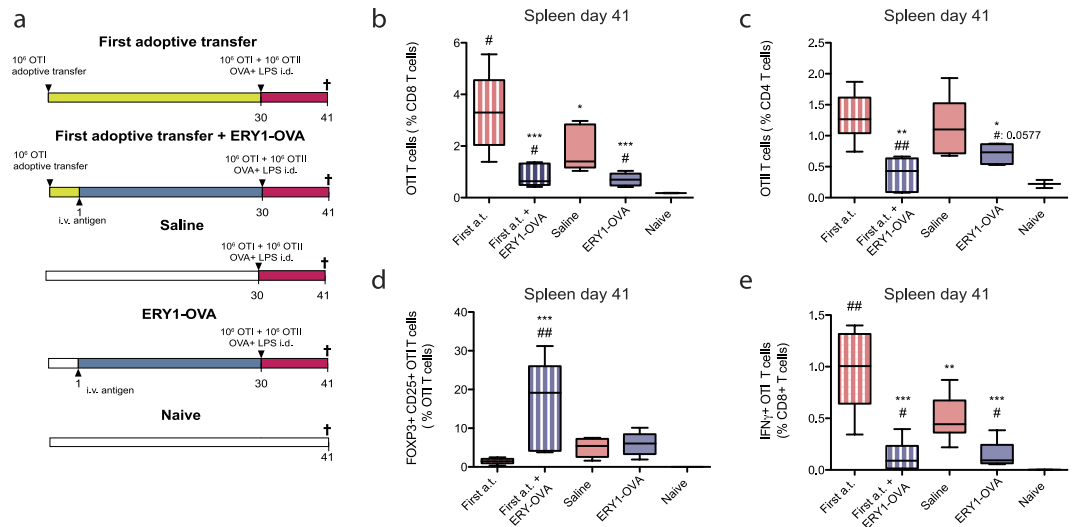 a
First adoptive transfer
10⁶ OTI
adoptive transfer
10⁶ OTI + 10⁶ OTII
OVA+ LPS i.d.
†
30
41
First adoptive transfer + ERY1-OVA
10⁶ OTI
adoptive transfer
10⁶ OTI + 10⁶ OTII
OVA+ LPS i.d.
†
1
30
41
i.v. antigen
Saline
10⁶ OTI + 10⁶ OTII
OVA+ LPS i.d.
†
30
41
ERY1-OVA
10⁶ OTI + 10⁶ OTII
OVA+ LPS i.d.
†
1
30
41
i.v. antigen
Naive
†
41
b
Spleen day 41
OTI T cells ( % CD8 T cells)
6
4
2
0
#
***
#
*
***
#
First a.t.
First a.t. +
ERY1-OVA
Saline
ERY1-OVA
Naive
c
Spleen day 41
OTII T cells ( % CD4 T cells)
2.5
2.0
1.5
1.0
0.5
0.0
**
##
*
#: 0.0577
First a.t.
First a.t. +
ERY1-OVA
Saline
ERY1-OVA
Naive
d
Spleen day 41
FOXP3+ CD25+ OTI T cells
( % OTI T cells)
40
30
20
10
0
***
##
First a.t.
First a.t. +
ERY-OVA
Saline
ERY1-OVA
Naive
e
Spleen day 41
IFNγ+ OTI T cells
(% CD8+ T cells)
1.5
1.0
0.5
0.0
##
***
#
**
***
#
First a.t.
First a.t. +
ERY1-OVA
Saline
ERY1-OVA
Naive